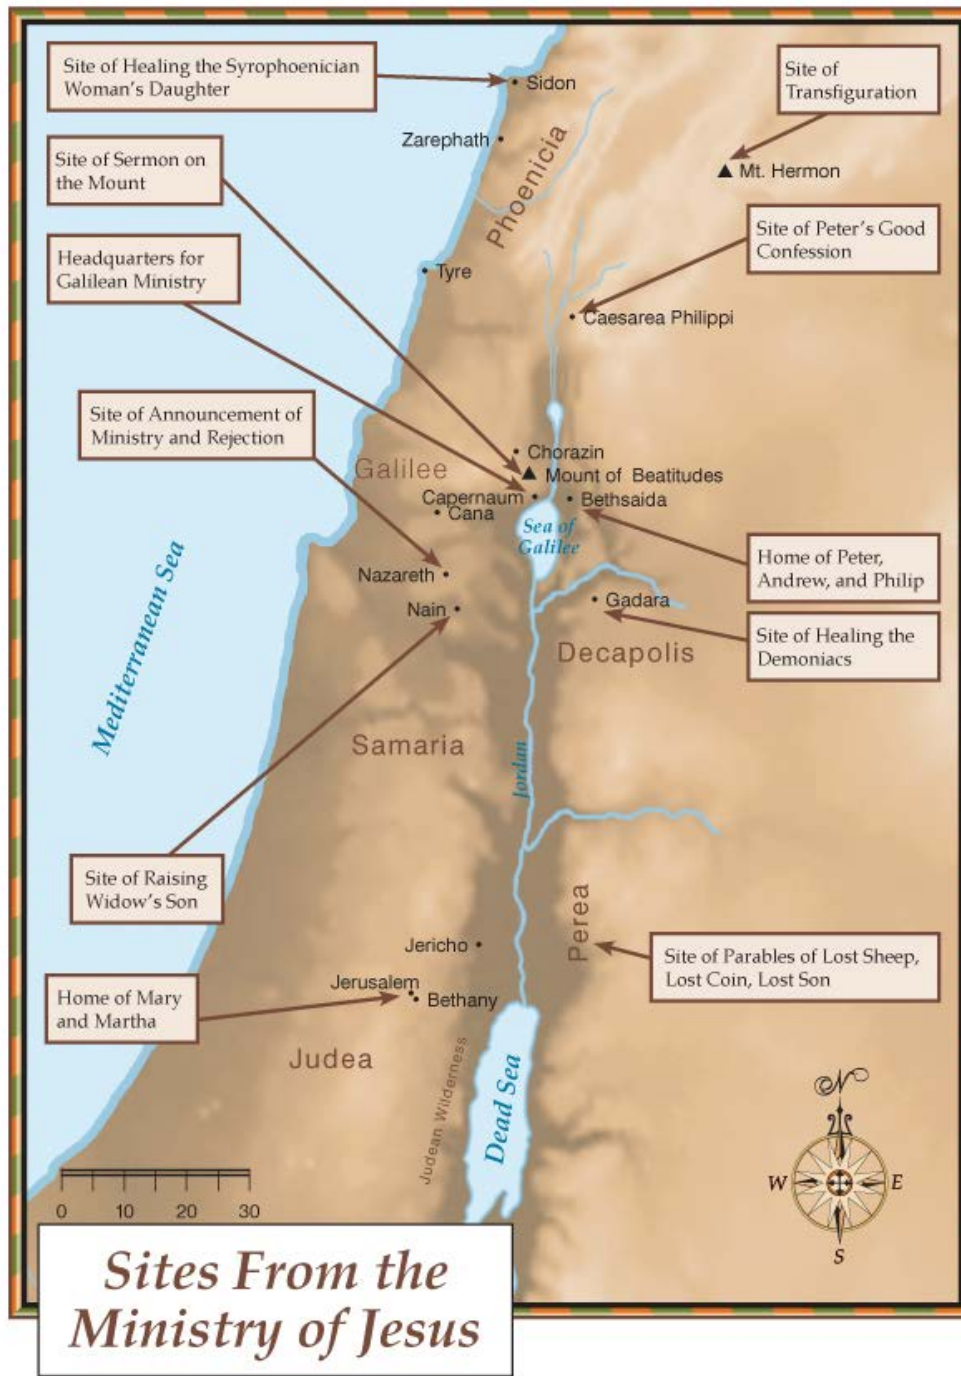 Site of Healing the Syrophoenician
Woman's Daughter
Sidon
Site of
Transfiguration
Zarephath
Site of Sermon on
the Mount
Phoenicia
Mt. Hermon
Headquarters for
Galilean Ministry
Site of Peter's Good
Confession
Tyre
Caesarea Philippi
Site of Announcement of
Ministry and Rejection
Chorazin
Galilee
Mount of Beatitudes
Capernaum
Bethsaida
Cana
Sea of
Galilee
Mediterranean Sea
Home of Peter,
Andrew, and Philip
Nazareth
Nain
Gadara
Site of Healing the
Demoniacs
Decapolis
Samaria
Jordan
Site of Raising
Widow's Son
Perea
Jericho
Site of Parables of Lost Sheep,
Lost Coin, Lost Son
Home of Mary
and Martha
Jerusalem
Bethany
Judea
Judean Wilderness
Dead Sea
N
W E
S
0 10 20 30
Sites From the
Ministry of Jesus